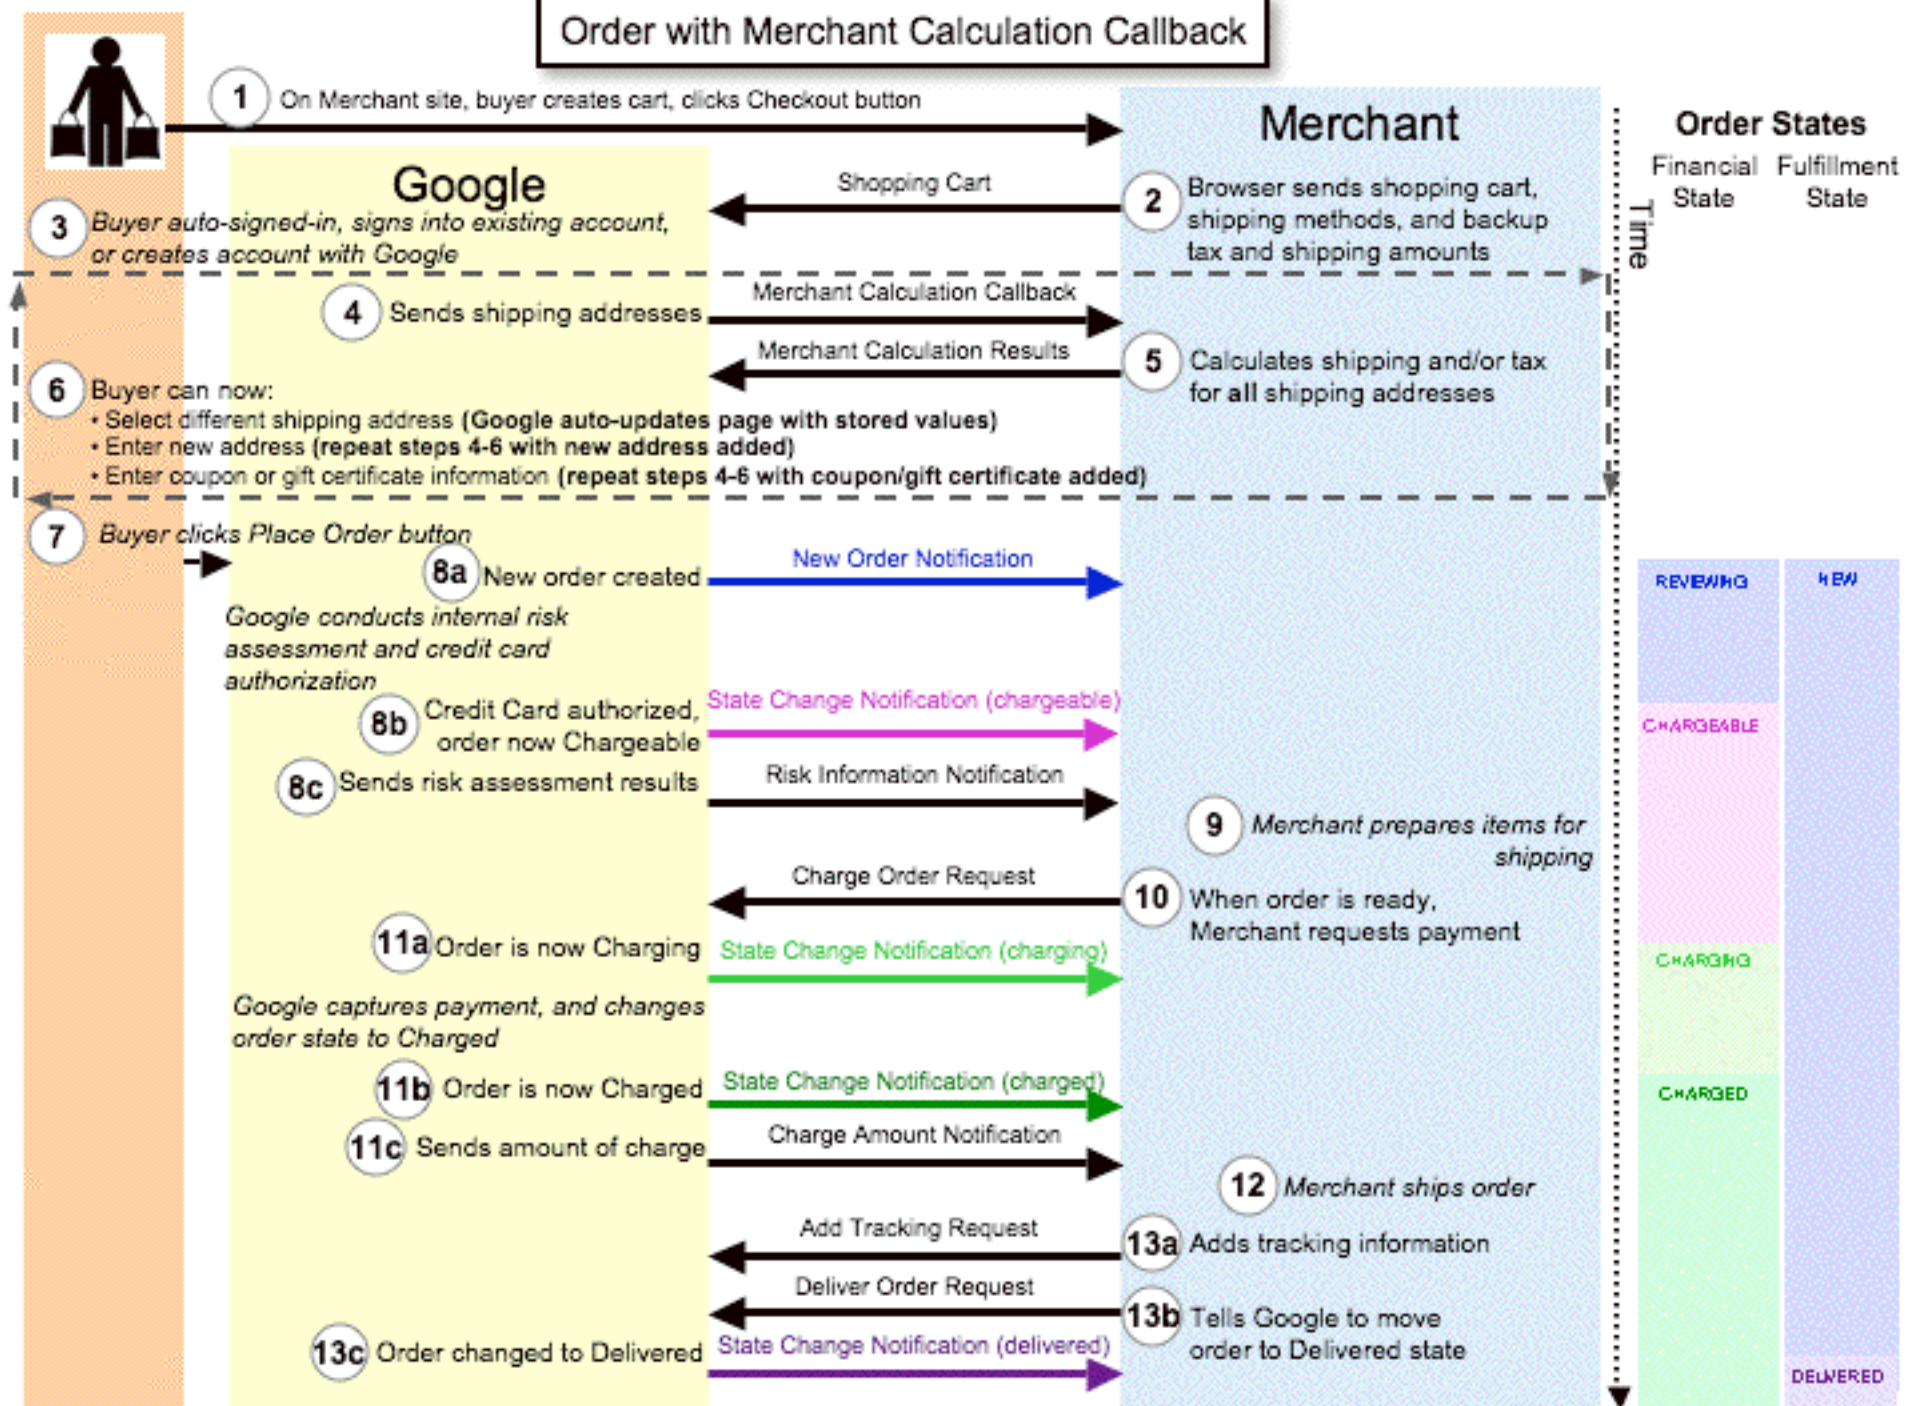 Order with Merchant Calculation Callback
1 On Merchant site, buyer creates cart, clicks Checkout button
Merchant
Order States
Financial State
Fulfillment State
Time
Google
Shopping Cart
2 Browser sends shopping cart,
shipping methods, and backup
tax and shipping amounts
3 Buyer auto-signed-in, signs into existing account,
or creates account with Google
4 Sends shipping addresses
Merchant Calculation Callback
Merchant Calculation Results
5 Calculates shipping and/or tax
for all shipping addresses
6 Buyer can now:
• Select different shipping address (Google auto-updates page with stored values)
• Enter new address (repeat steps 4-6 with new address added)
• Enter coupon or gift certificate information (repeat steps 4-6 with coupon/gift certificate added)
7 Buyer clicks Place Order button
8a New order created
New Order Notification
REVIEWING
NEW
Google conducts internal risk
assessment and credit card
authorization
8b Credit Card authorized,
order now Chargeable
State Change Notification (chargeable)
CHARGEABLE
8c Sends risk assessment results
Risk Information Notification
9 Merchant prepares items for
shipping
Charge Order Request
10 When order is ready,
Merchant requests payment
11a Order is now Charging
State Change Notification (charging)
CHARGING
Google captures payment, and changes
order state to Charged
11b Order is now Charged
State Change Notification (charged)
CHARGED
11c Sends amount of charge
Charge Amount Notification
12 Merchant ships order
Add Tracking Request
13a Adds tracking information
Deliver Order Request
13b Tells Google to move
order to Delivered state
13c Order changed to Delivered
State Change Notification (delivered)
DELIVERED